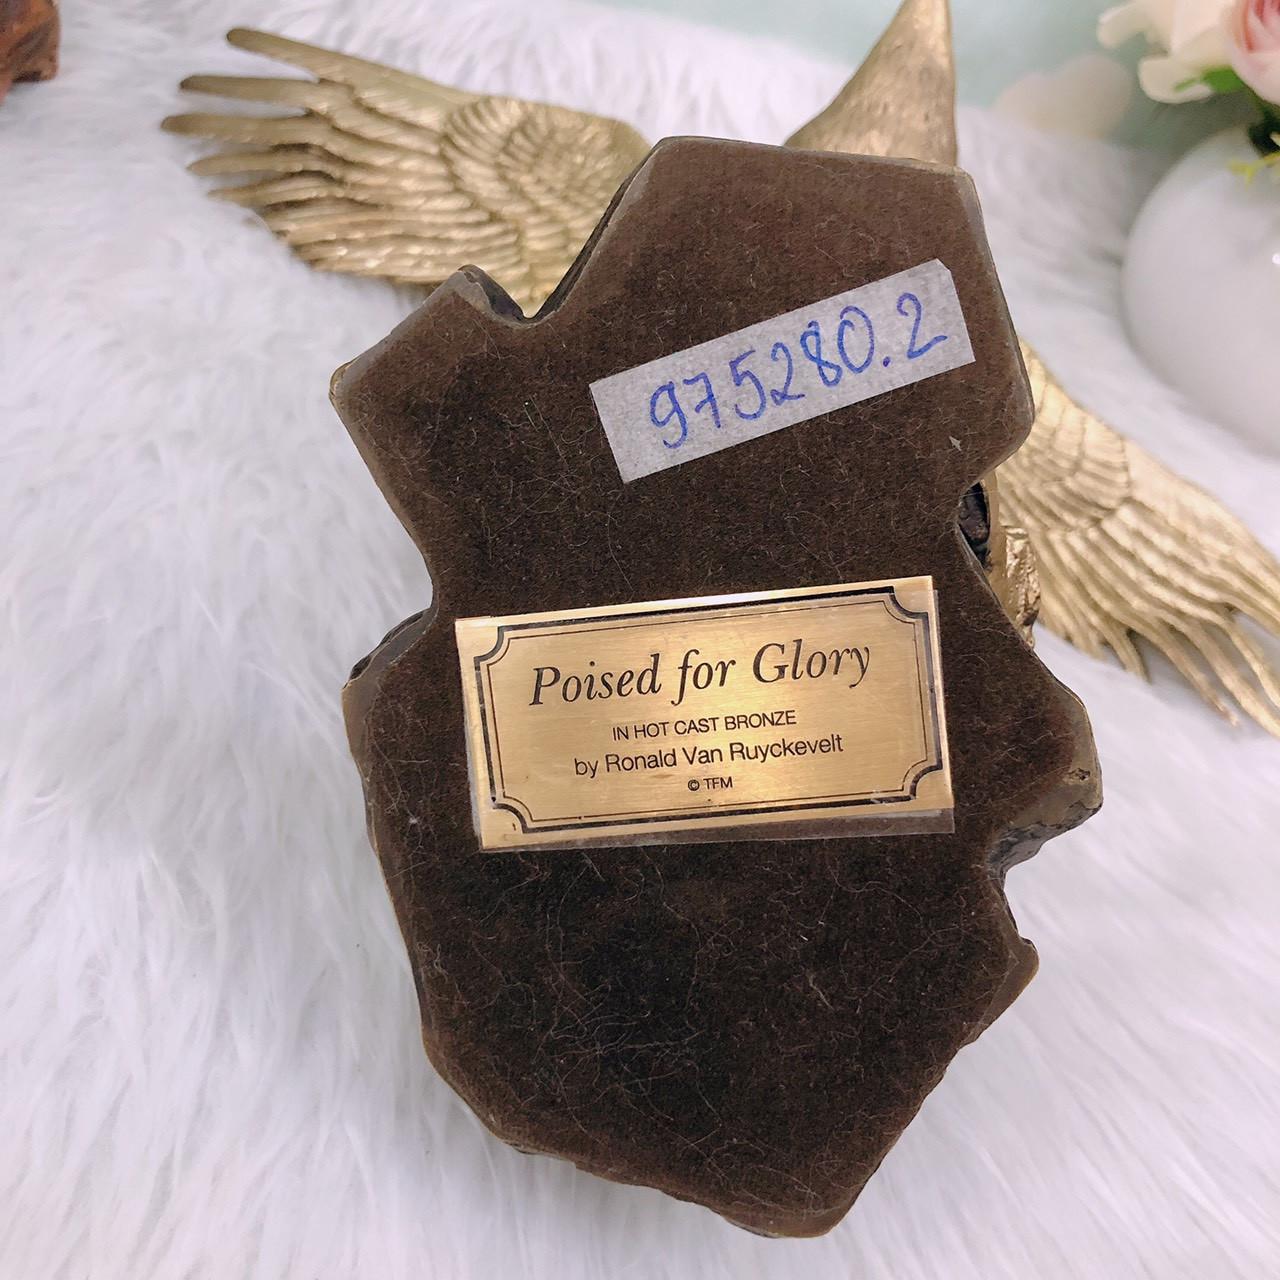 975280.2
Poised for Glory
IN HOT CAST BRONZE
by Ronald Van Ruyckevelt
© TFM